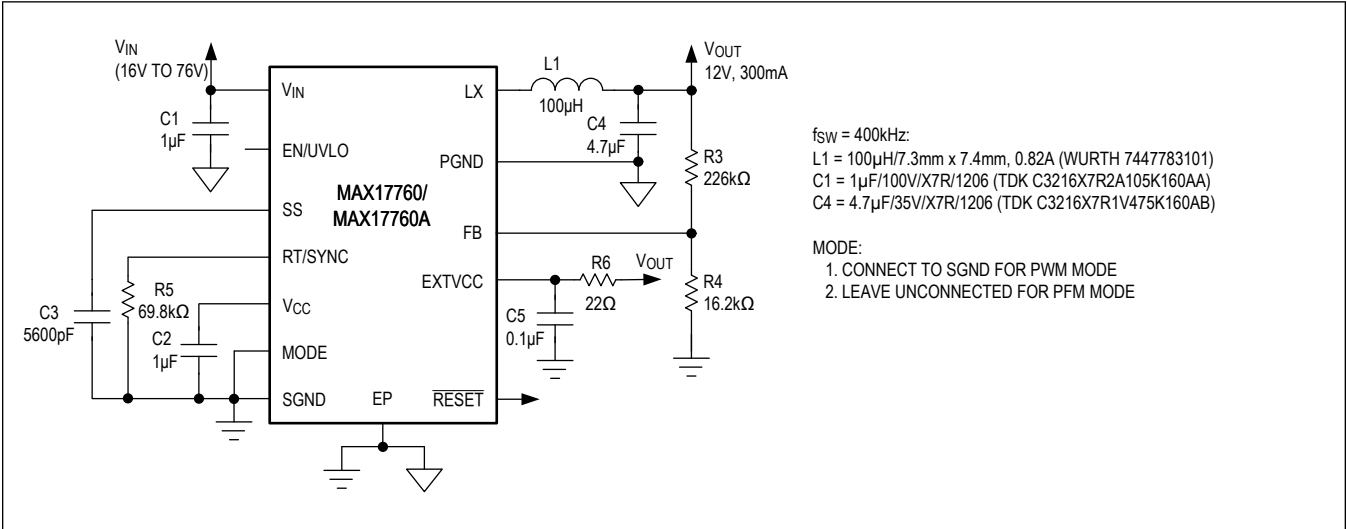 VIN
(16V TO 76V)
C1
1µF
VIN
EN/UVLO
SS
RT/SYNC
VCC
MODE
SGND
C3
5600pF
R5
69.8kΩ
C2
1µF
MAX17760/
MAX17760A
EP
LX
PGND
FB
EXTVCC
RESET
L1
100µH
C4
4.7µF
VOUT
12V, 300mA
R3
226kΩ
R4
16.2kΩ
R6
22Ω
VOUT
C5
0.1µF
fSW = 400kHz:
L1 = 100µH/7.3mm x 7.4mm, 0.82A (WURTH 7447783101)
C1 = 1µF/100V/X7R/1206 (TDK C3216X7R2A105K160AA)
C4 = 4.7µF/35V/X7R/1206 (TDK C3216X7R1V475K160AB)
MODE:
1. CONNECT TO SGND FOR PWM MODE
2. LEAVE UNCONNECTED FOR PFM MODE